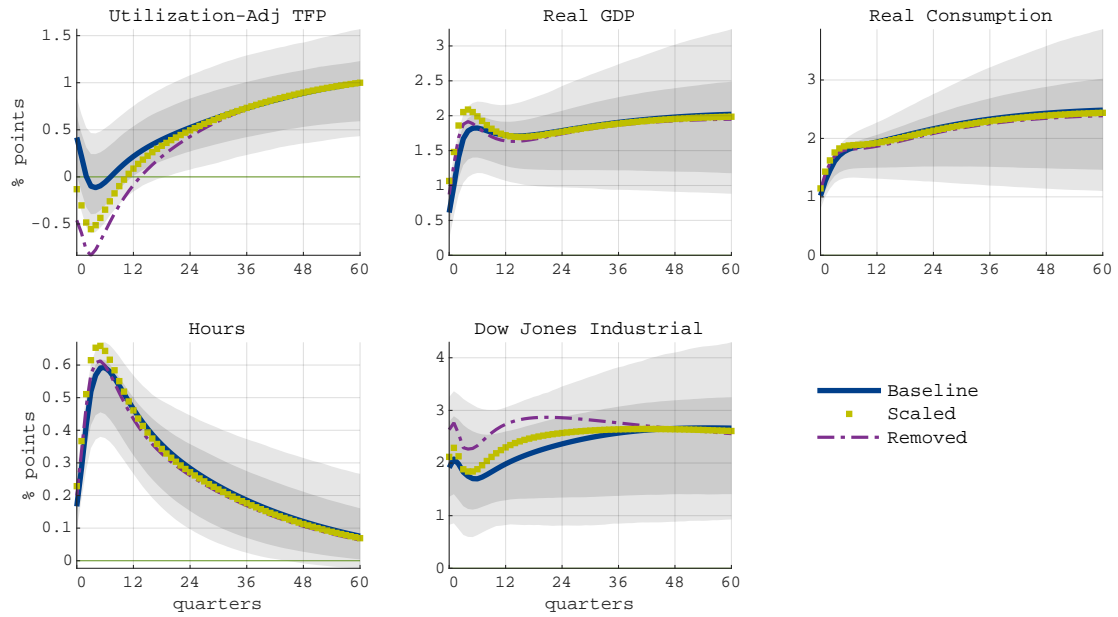 Utilization-Adj TFP
Real GDP
Real Consumption
% points
1.5
1
0.5
0
-0.5
0 12 24 36 48 60
3
2.5
2
1.5
1
0.5
0
0 12 24 36 48 60
3
2
1
0
0 12 24 36 48 60
Hours
Dow Jones Industrial
% points
0.6
0.5
0.4
0.3
0.2
0.1
0
0 12 24 36 48 60
quarters
4
3
2
1
0
0 12 24 36 48 60
quarters
Baseline
Scaled
Removed